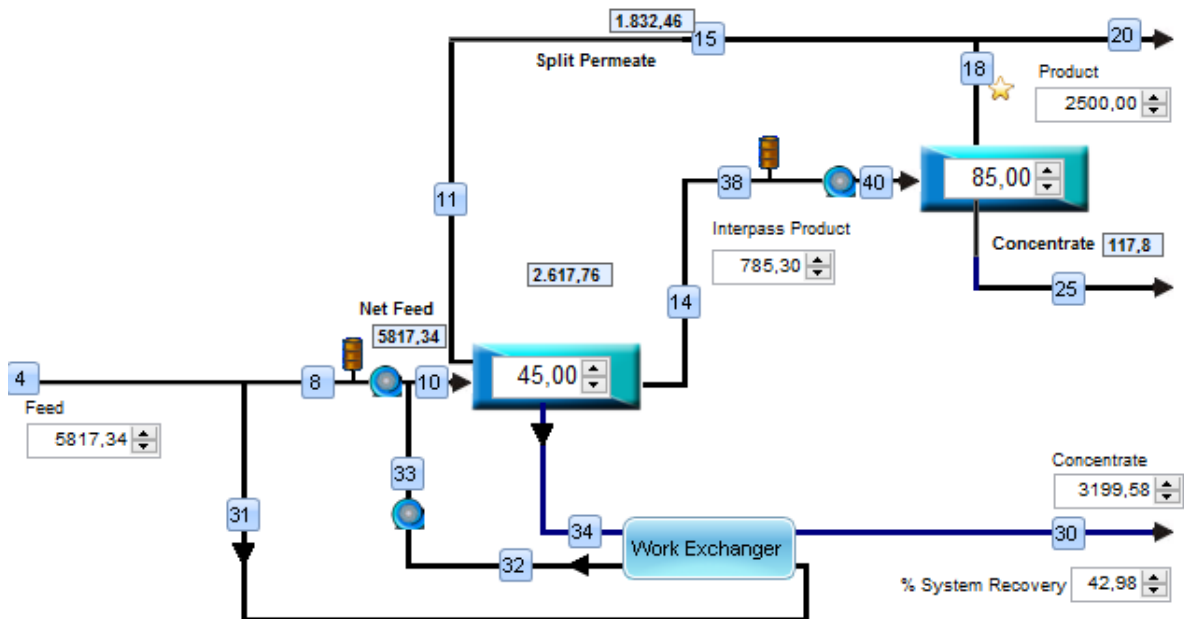 1.832,46
15
20
Split Permeate
18
Product
2500,00
11
38
40
85,00
Interpass Product
785,30
Concentrate 117,8
2.617,76
14
25
Net Feed
5817,34
4
8
10
45,00
Feed
5817,34
33
Concentrate
3199,58
31
34
Work Exchanger
30
32
% System Recovery 42,98